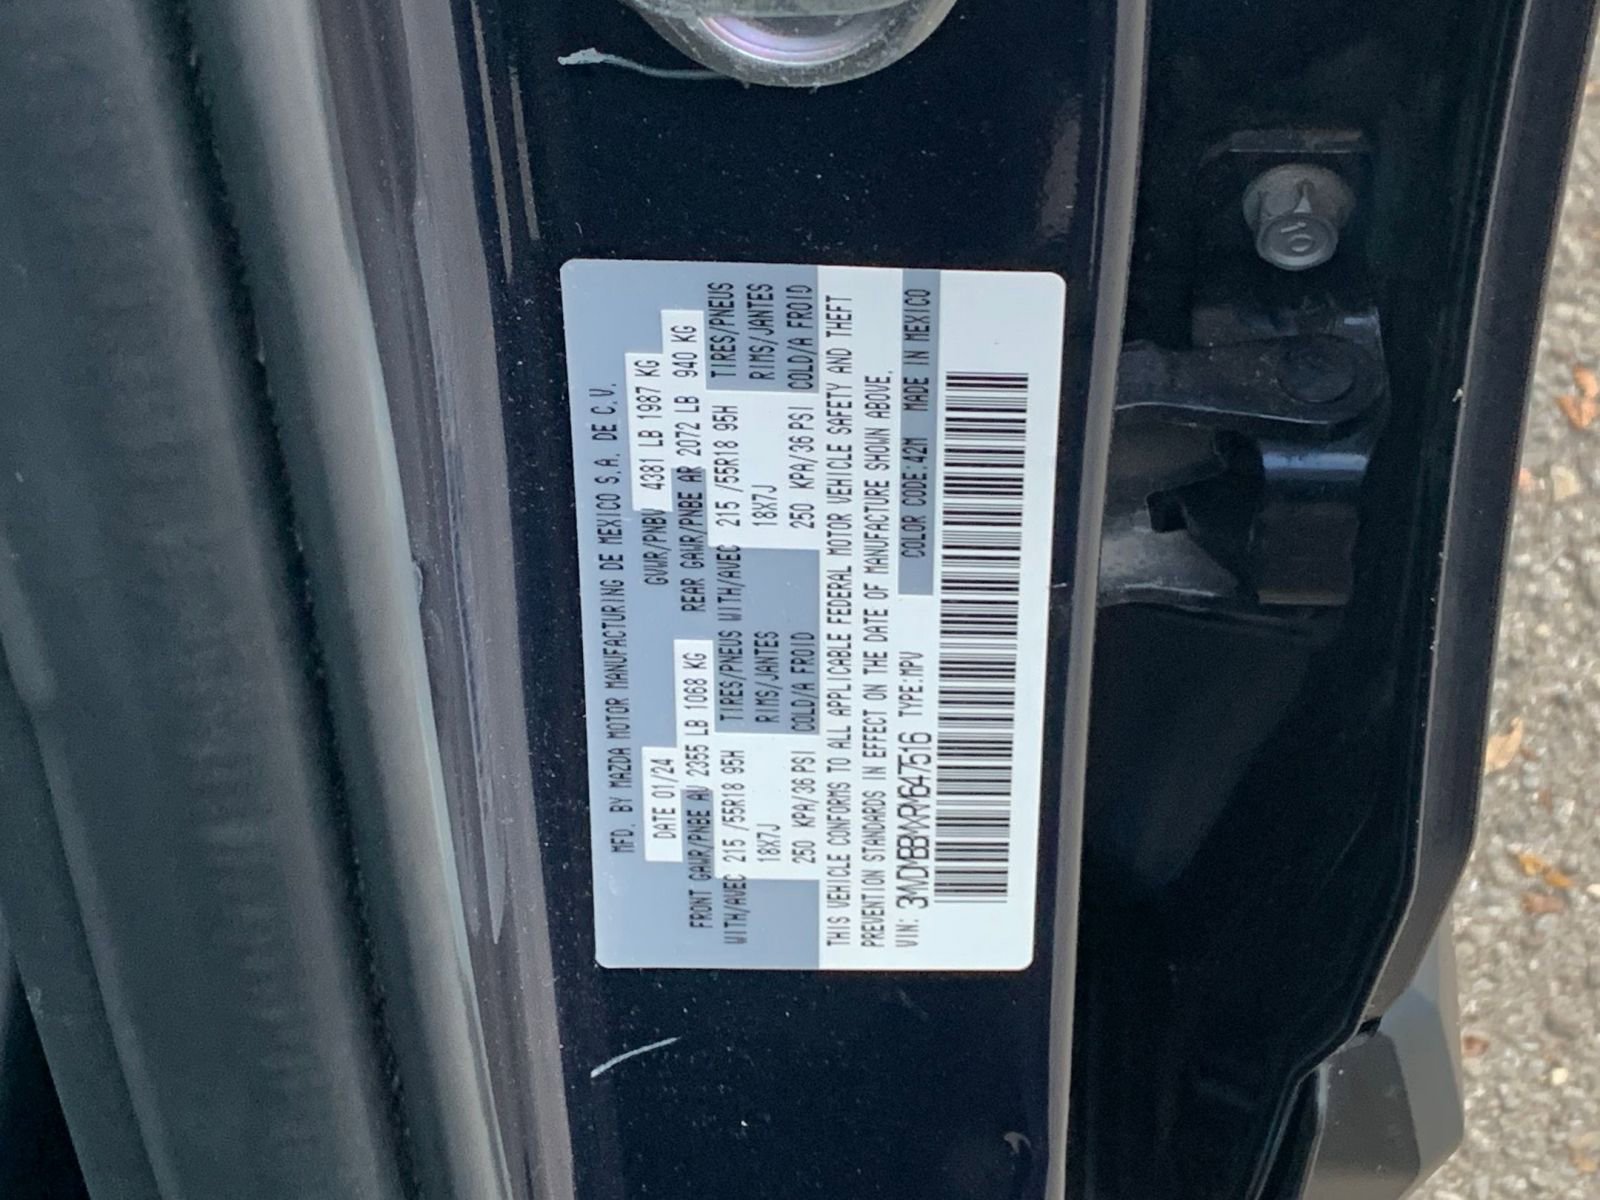 MFD. BY MAZDA MOTOR MANUFACTURING DE MEXICO S.A. DE C.V.
DATE 01/24 GVWR/PNBV 4381 LB 1987 KG
FRONT GAWR/PNBE AV 2355 LB 1068 KG REAR GAWR/PNBE AR 2072 LB 940 KG
WITH/AVEC 215 /55R18 95H TIRES/PNEUS WITH/AVEC 215 /55R18 95H TIRES/PNEUS
18X7J RIMS/JANTES 18X7J RIMS/JANTES
250 KPA/36 PSI COLD/A FROID 250 KPA/36 PSI COLD/A FROID
THIS VEHICLE CONFORMS TO ALL APPLICABLE FEDERAL MOTOR VEHICLE SAFETY AND THEFT
PREVENTION STANDARDS IN EFFECT ON THE DATE OF MANUFACTURE SHOWN ABOVE.
VIN: 3MVDMBBMXRM647516 TYPE:MPV COLOR CODE:42M MADE IN MEXICO